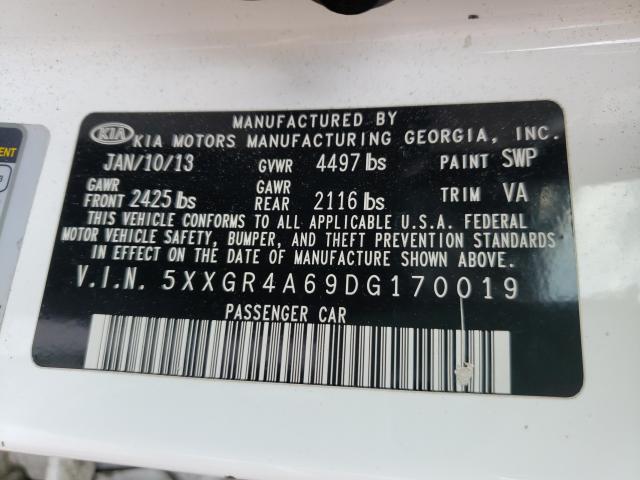 MANUFACTURED BY
KIA KIA MOTORS MANUFACTURING GEORGIA, INC.
JAN/10/13 GVWR 4497 lbs PAINT SWP
GAWR FRONT 2425 lbs GAWR REAR 2116 lbs TRIM VA
THIS VEHICLE CONFORMS TO ALL APPLICABLE U.S.A. FEDERAL
MOTOR VEHICLE SAFETY, BUMPER, AND THEFT PREVENTION STANDARDS
IN EFFECT ON THE DATE OF MANUFACTURE SHOWN ABOVE.
V.I.N. 5XXGR4A69DG170019
PASSENGER CAR